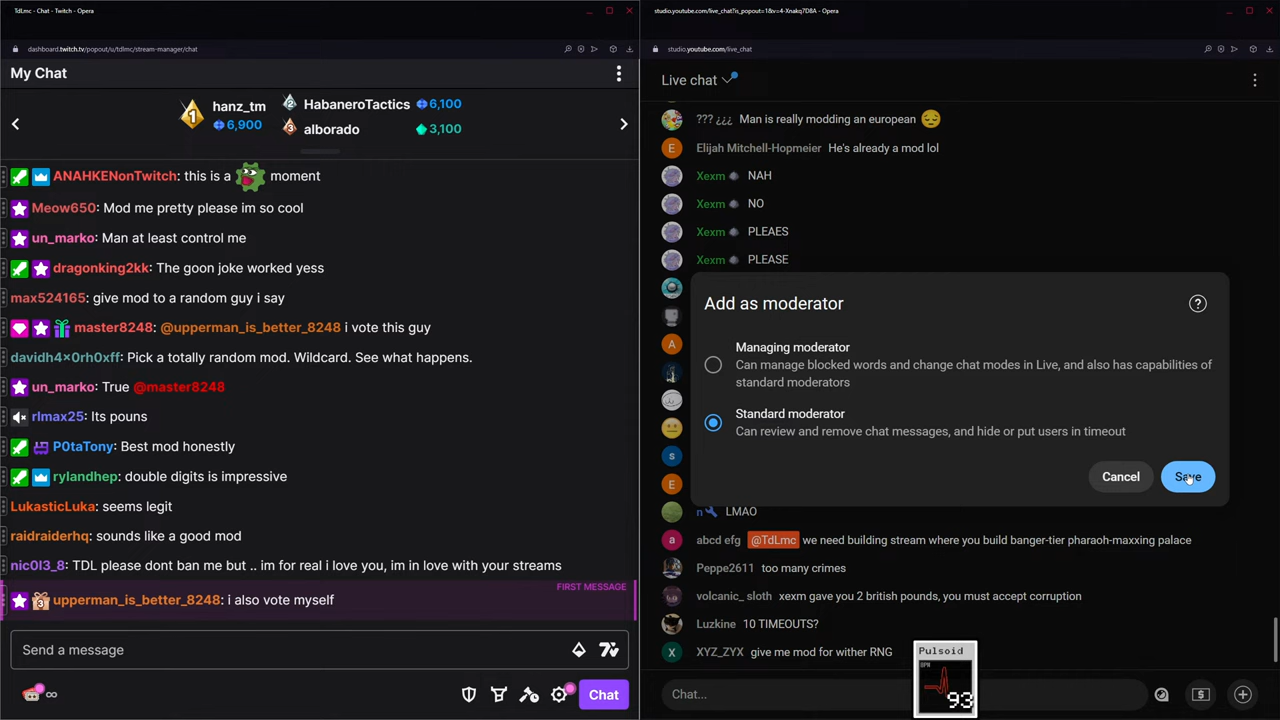 TdLmc - Chat - Twitch - Opera
dashboard.twitch.tv/popout/u/tdlmc/stream-manager/chat
My Chat
1
hanz_tm
6,900
2 HabaneroTactics 6,100
3 alborado 3,100
ANAHKENonTwitch: this is a moment
Meow650: Mod me pretty please im so cool
un_marko: Man at least control me
dragonking2kk: The goon joke worked yess
max524165: give mod to a random guy i say
master8248: @upperman_is_better_8248 i vote this guy
davidh4×0rh0xff: Pick a totally random mod. Wildcard. See what happens.
un_marko: True @master8248
rlmax25: Its pouns
P0taTony: Best mod honestly
rylandhep: double digits is impressive
LukasticLuka: seems legit
raidraiderhq: sounds like a good mod
nic0l3_8: TDL please dont ban me but .. im for real i love you, im in love with your streams
FIRST MESSAGE
upperman_is_better_8248: i also vote myself
Send a message
∞
Chat
studio.youtube.com/live_chat?is_popout=1&v=4-Xnakq7D8A - Opera
studio.youtube.com/live_chat
Live chat
??? ¿¿¿ Man is really modding an european 😔
E Elijah Mitchell-Hopmeier He's already a mod lol
Xexm NAH
Xexm NO
Xexm PLEAES
Xexm PLEASE
A
s
E
Add as moderator
?
Managing moderator
Can manage blocked words and change chat modes in Live, and also has capabilities of
standard moderators
Standard moderator
Can review and remove chat messages, and hide or put users in timeout
Cancel
Save
n LMAO
a abcd efg @TdLmc we need building stream where you build banger-tier pharaoh-maxxing palace
Peppe2611 too many crimes
volcanic_ sloth xexm gave you 2 british pounds, you must accept corruption
Luzkine 10 TIMEOUTS?
X XYZ_ZYX give me mod for wither RNG
Chat...
Pulsoid
BPM
93